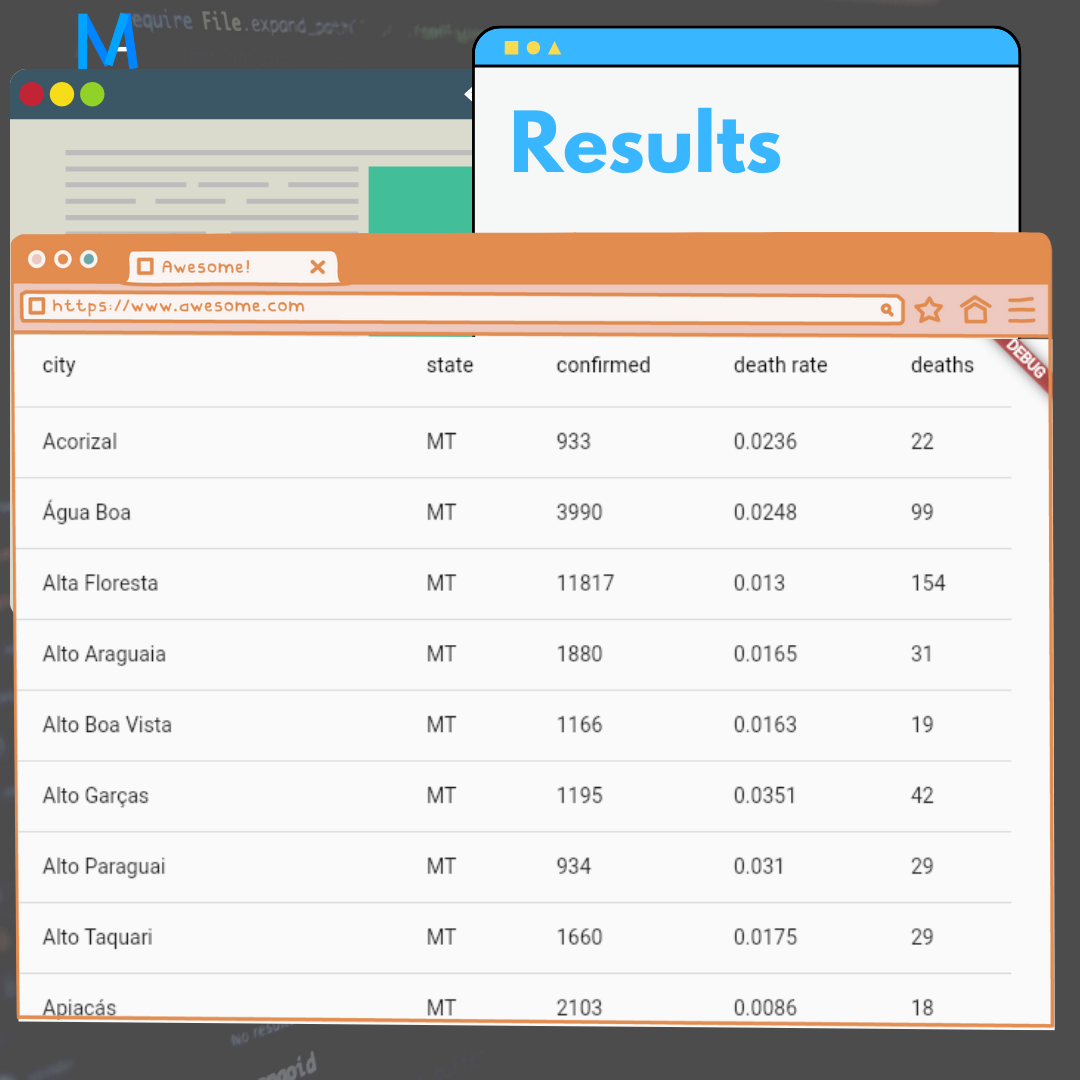 MA
equire File.expand_path(
Results
Awesome!
https://www.awesome.com
DEBUG
city state confirmed death rate deaths
Acorizal MT 933 0.0236 22
Água Boa MT 3990 0.0248 99
Alta Floresta MT 11817 0.013 154
Alto Araguaia MT 1880 0.0165 31
Alto Boa Vista MT 1166 0.0163 19
Alto Garças MT 1195 0.0351 42
Alto Paraguai MT 934 0.031 29
Alto Taquari MT 1660 0.0175 29
Apiacás MT 2103 0.0086 18
No resu